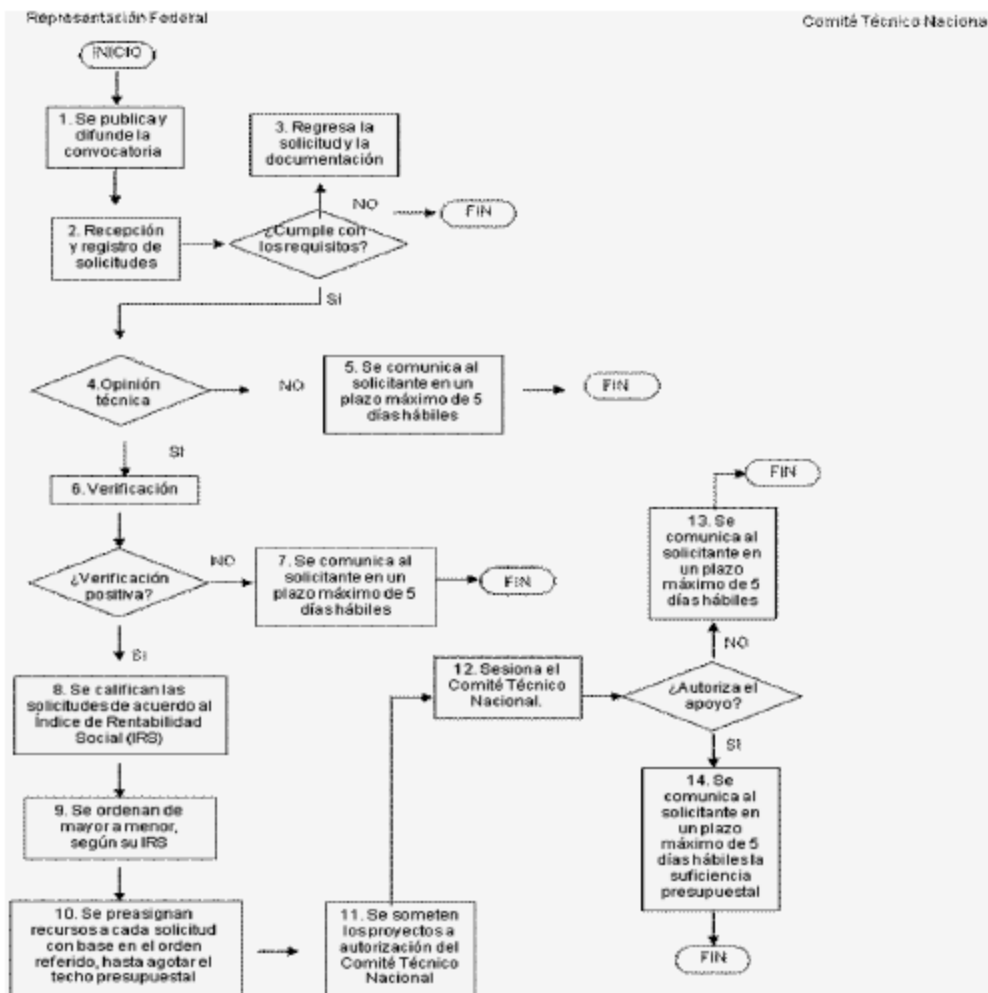 Representación Federal
Comité Técnico Naciona
INICIO
1. Se publica y
difunde la
convocatoria
3. Regresa la
solicitud y la
documentación
NO
FIN
2. Recepción
y registro de
solicitudes
¿Cumple con
los requisitos?
SI
4.Opinión
técnica
NO
5. Se comunica al
solicitante en un
plazo máximo de 5
días hábiles
FIN
SI
6. Verificación
¿Verificación
positiva?
NO
7. Se comunica al
solicitante en un
plazo máximo de 5
días hábiles
FIN
SI
8. Se califican las
solicitudes de acuerdo al
Índice de Rentabilidad
Social (IRS)
9. Se ordenan de
mayor a menor,
según su IRS
10. Se preasignan
recursos a cada solicitud
con base en el orden
referido, hasta agotar el
techo presupuestal
11. Se someten
los proyectos a
autorización del
Comité Técnico
Nacional
12. Sesiona el
Comité Técnico
Nacional.
¿Autoriza el
apoyo?
NO
13. Se
comunica al
solicitante en
un plazo
máximo de 5
días hábiles
FIN
SI
14. Se
comunica al
solicitante en
un plazo
máximo de 5
días hábiles la
suficiencia
presupuestal
FIN